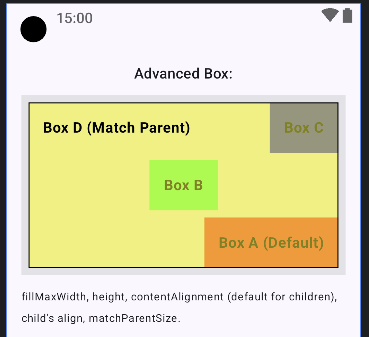 15:00
Advanced Box:
Box D (Match Parent)
Box C
Box B
Box A (Default)
fillMaxWidth, height, contentAlignment (default for children),
child's align, matchParentSize.